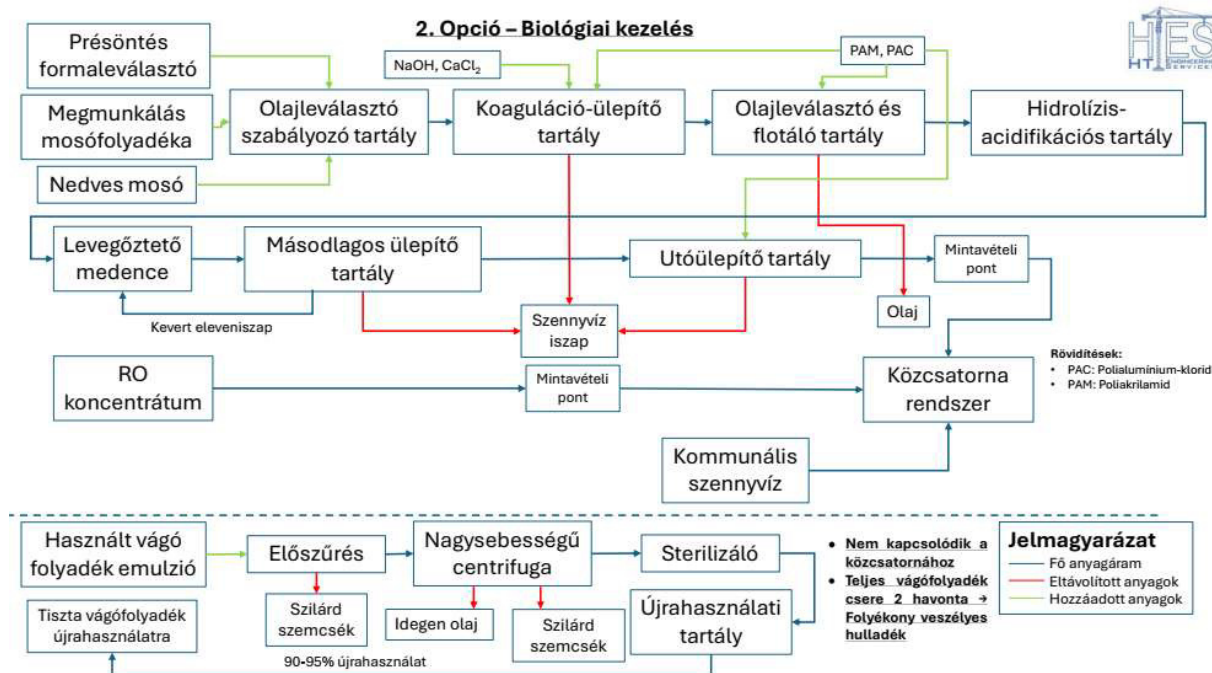 2. Opció – Biológiai kezelés
HES
HT ENGINEERING
SERVICES
Présöntés
formaleválasztó
NaOH, CaCl₂
PAM, PAC
Megmunkálás
mosófolyadéka
Olajleválasztó
szabályozó tartály
Koaguláció-ülepítő
tartály
Olajleválasztó és
flotáló tartály
Hidrolízis-
acidifikációs tartály
Nedves mosó
Levegőztető
medence
Másodlagos ülepítő
tartály
Utóülepítő tartály
Mintavételi
pont
Kevert eleveniszap
Szennyvíz
iszap
Olaj
RO
koncentrátum
Mintavételi
pont
Közcsatorna
rendszer
Rövidítések:
• PAC: Polialumínium-klorid
• PAM: Poliakrilamid
Kommunális
szennyvíz
Használt vágó
folyadék emulzió
Előszűrés
Nagysebességű
centrifuga
Sterilizáló
• Nem kapcsolódik a
közcsatornához
• Teljes vágófolyadék
csere 2 havonta →
Folyékony veszélyes
hulladék
Jelmagyarázat
Fő anyagáram
Eltávolított anyagok
Hozzáadott anyagok
Tiszta vágófolyadék
újrahasználatra
Szilárd
szemcsék
Idegen olaj
Szilárd
szemcsék
Újrahasználati
tartály
90-95% újrahasználat